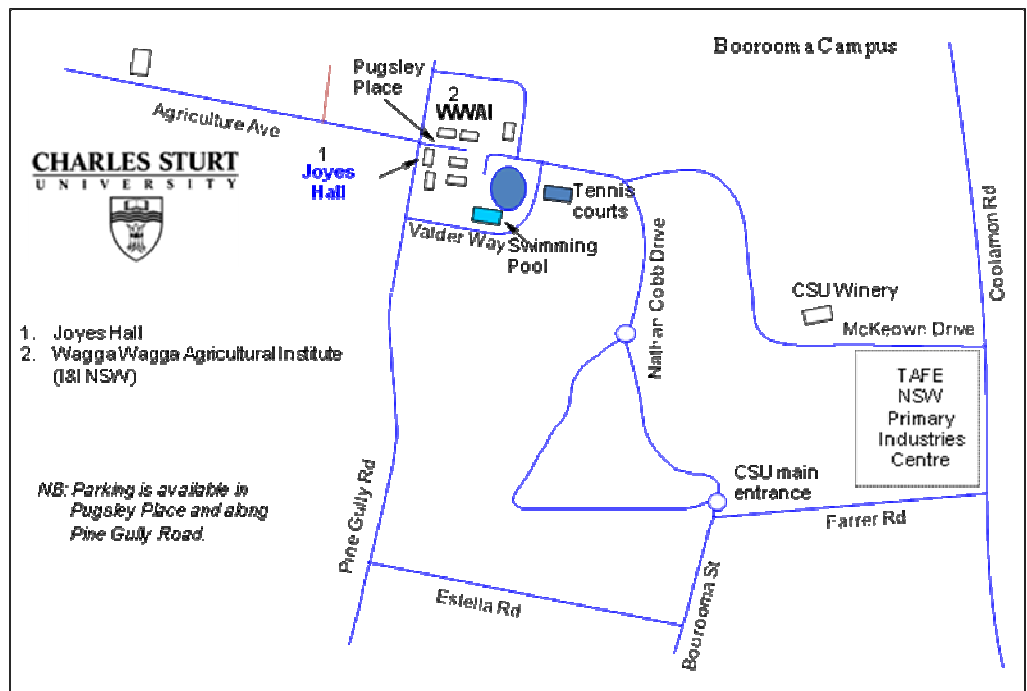 Boorooma Campus
Pugsley
Place
2
WWAI
Agriculture Ave
1
Joyes
Hall
CHARLES STURT
UNIVERSITY
Tennis
courts
Valder Way
Swimming
Pool
Nathan Cobb Drive
Coolamon Rd
CSU Winery
McKeown Drive
1. Joyes Hall
2. Wagga Wagga Agricultural Institute
(I&I NSW)
TAFE
NSW
Primary
Industries
Centre
NB: Parking is available in
Pugsley Place and along
Pine Gully Road.
Pine Gully Rd
CSU main
entrance
Farrer Rd
Estella Rd
Boorooma St